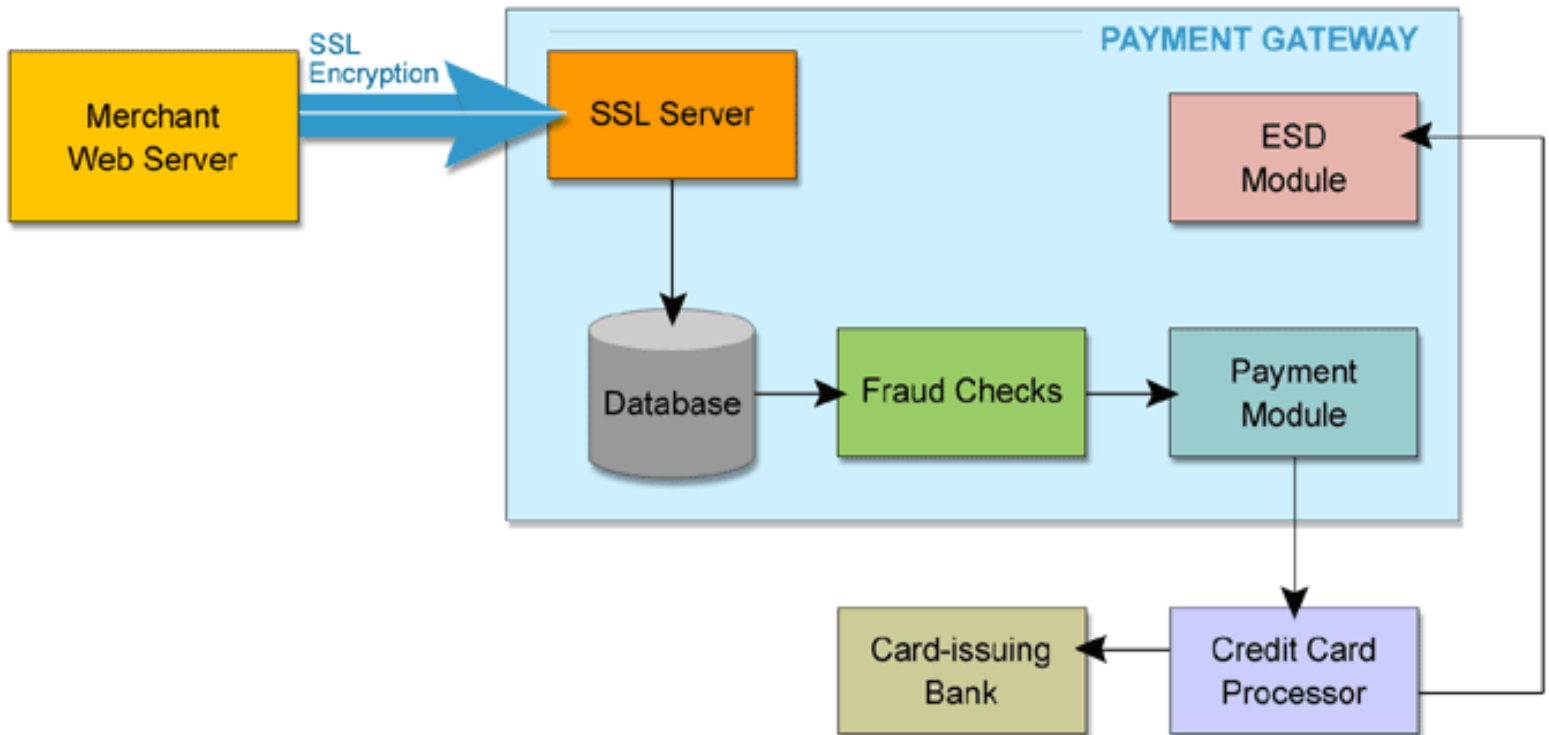 SSL
Encryption
PAYMENT GATEWAY
Merchant
Web Server
SSL Server
ESD
Module
Database
Fraud Checks
Payment
Module
Card-issuing
Bank
Credit Card
Processor